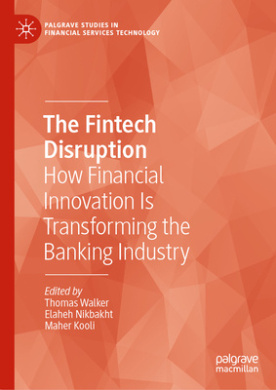 PALGRAVE STUDIES IN
FINANCIAL SERVICES TECHNOLOGY
The Fintech
Disruption
How Financial
Innovation Is
Transforming the
Banking Industry
Edited by
Thomas Walker
Elaheh Nikbakht
Maher Kooli
palgrave
macmillan